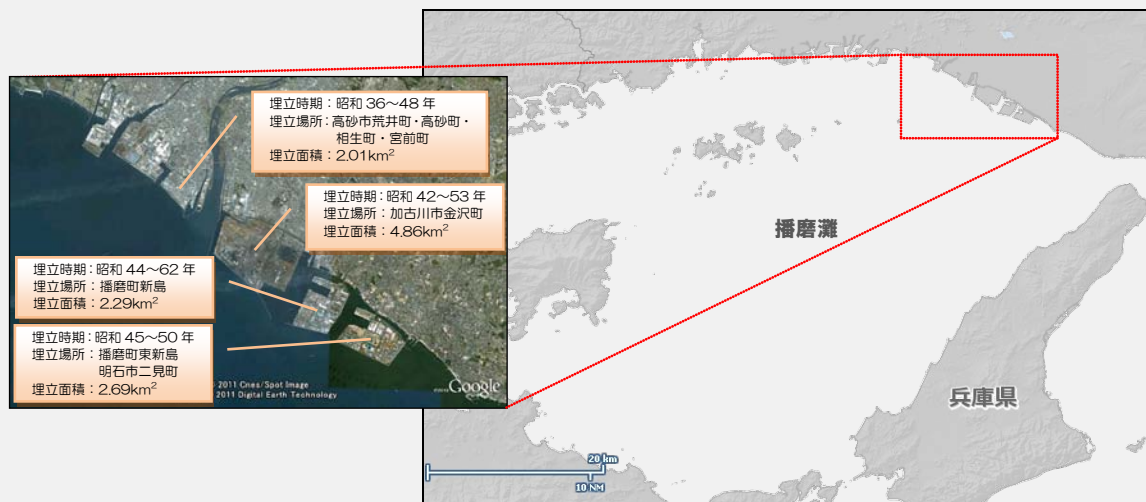 埋立時期：昭和 36～48 年
埋立場所：高砂市荒井町・高砂町・
相生町・宮前町
埋立面積：2.01km²
埋立時期：昭和 42～53 年
埋立場所：加古川市金沢町
埋立面積：4.86km²
埋立時期：昭和 44～62 年
埋立場所：播磨町新島
埋立面積：2.29km²
埋立時期：昭和 45～50 年
埋立場所：播磨町東新島
明石市二見町
埋立面積：2.69km²
2011 Cnes/Spot Image
2011 Digital Earth Technology
Google
播磨灘
兵庫県
20 km
10 NM